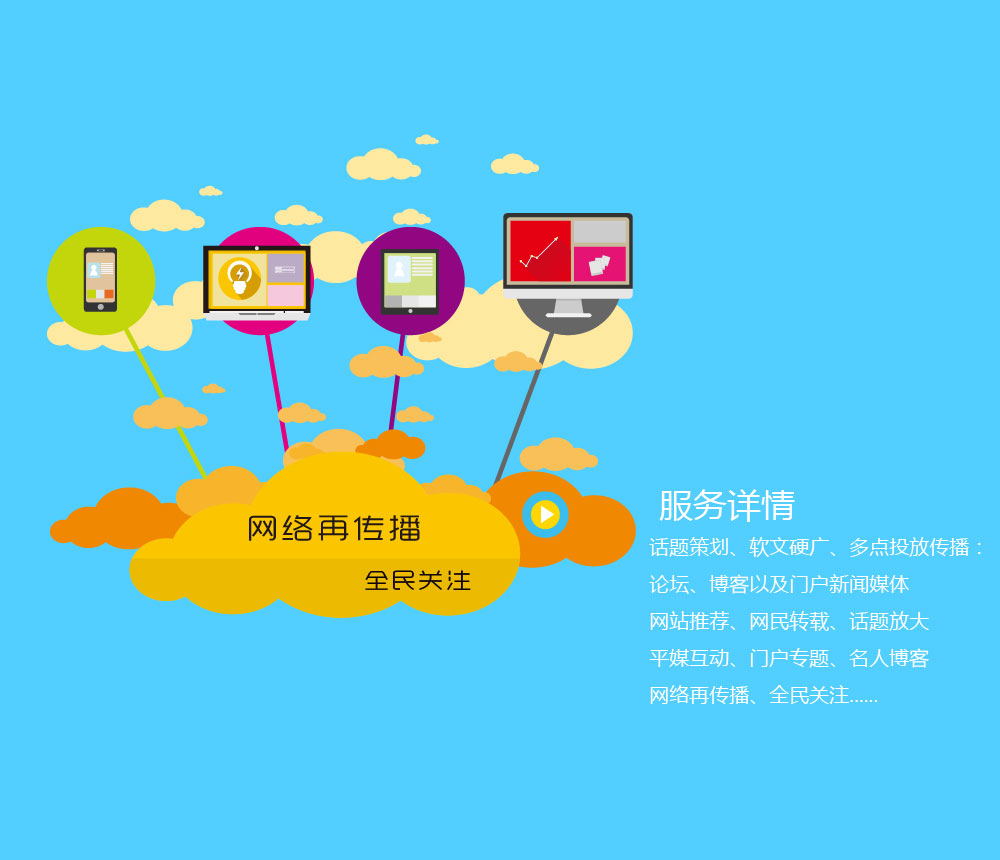 网络再传播
全民关注
服务详情
话题策划、软文硬广、多点投放传播：
论坛、博客以及门户新闻媒体
网站推荐、网民转载、话题放大
平媒互动、门户专题、名人博客
网络再传播、全民关注......